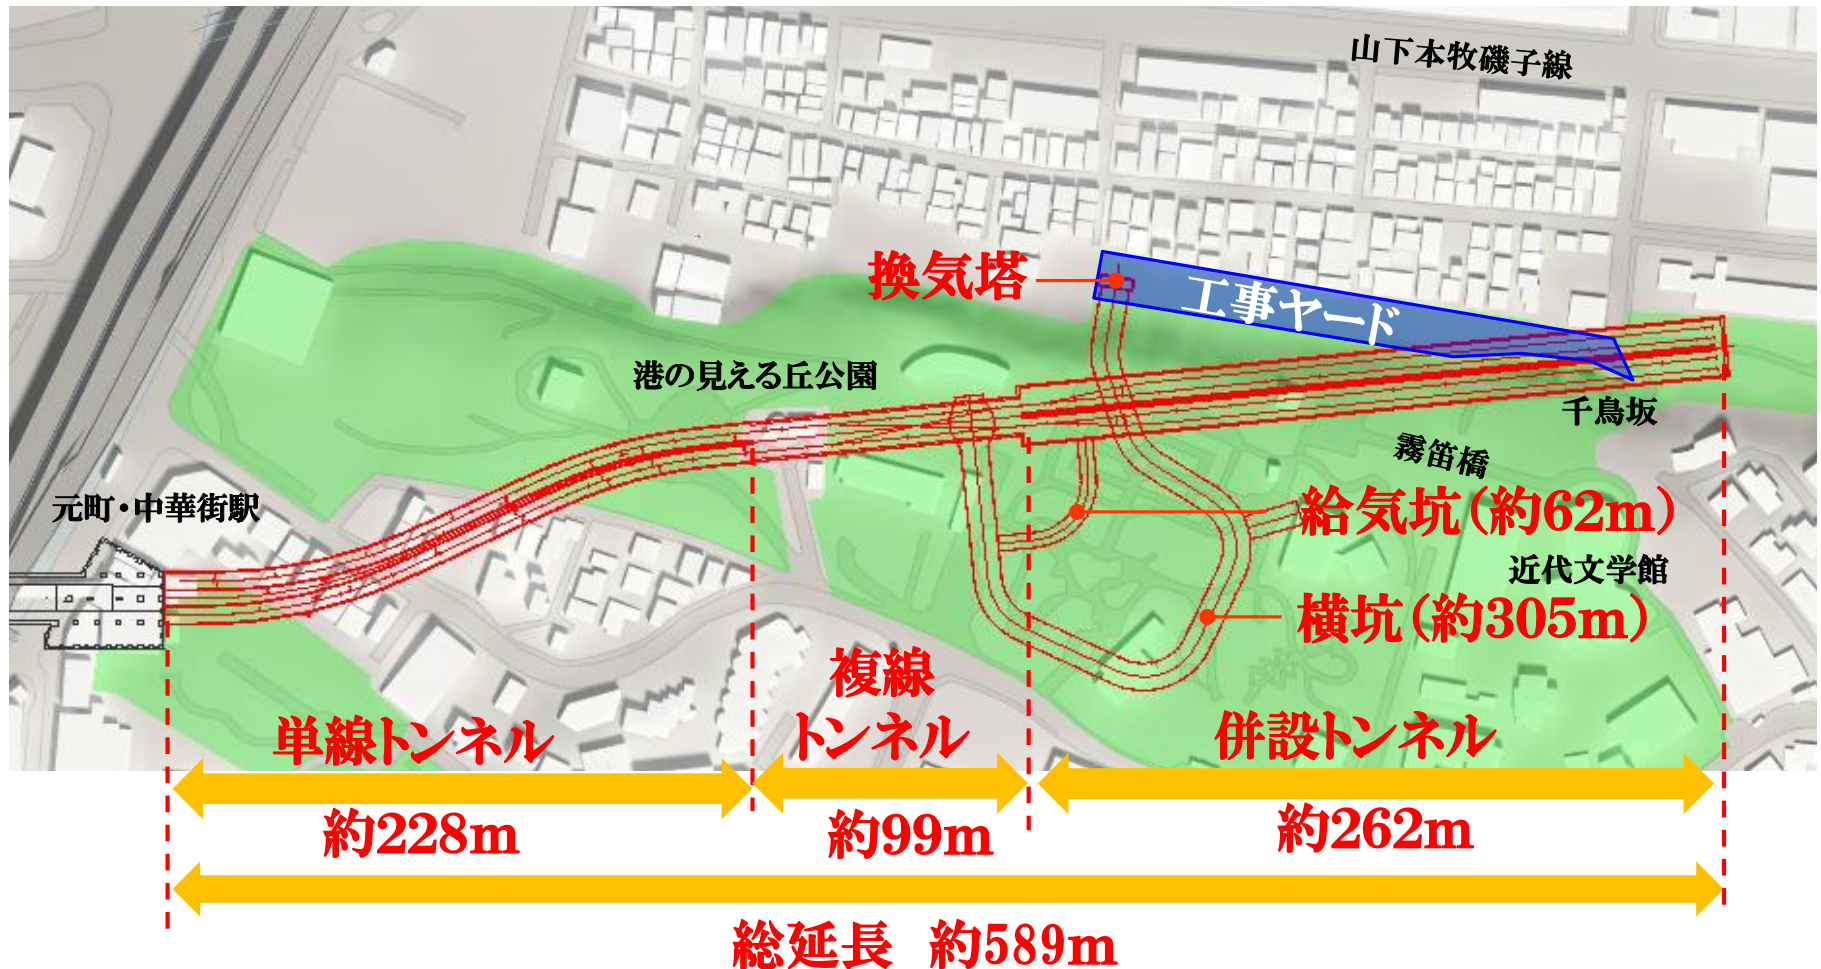 山下本牧磯子線
換気塔
工事ヤード
港の見える丘公園
千鳥坂
霧笛橋
元町・中華街駅
給気坑（約62m）
近代文学館
横坑（約305m）
複線
トンネル
単線トンネル
併設トンネル
約228m
約99m
約262m
総延長　約589m